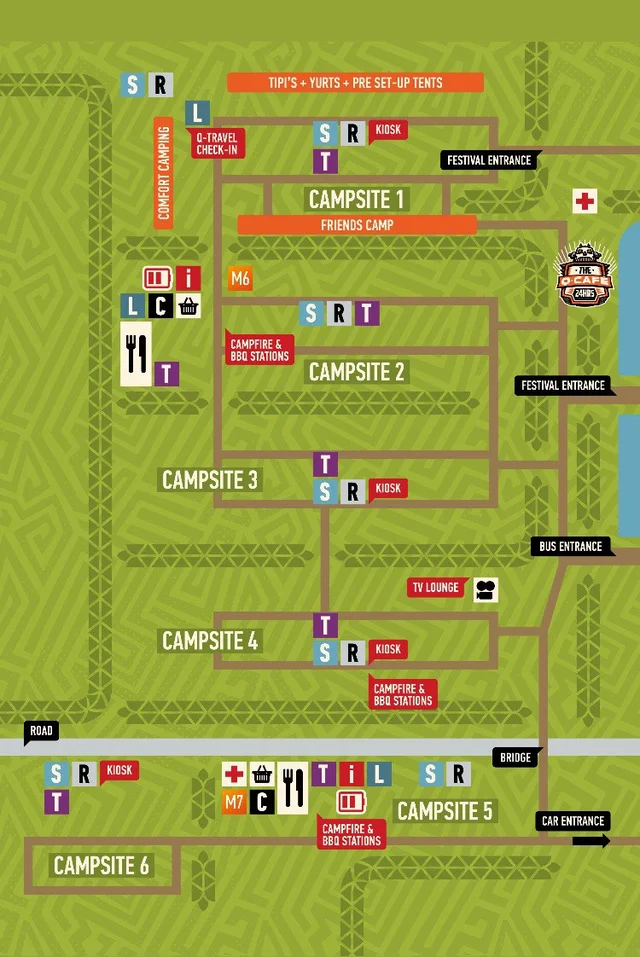 TIPI'S + YURTS + PRE SET-UP TENTS
S R
L
Q-TRAVEL
CHECK-IN
COMFORT CAMPING
S R KIOSK
T
FESTIVAL ENTRANCE
CAMPSITE 1
FRIENDS CAMP
THE
Q-CAFE
24HRS
i
M6
L C
T
S R T
CAMPFIRE &
BBQ STATIONS
CAMPSITE 2
FESTIVAL ENTRANCE
T
CAMPSITE 3
S R KIOSK
BUS ENTRANCE
TV LOUNGE
T
CAMPSITE 4
S R KIOSK
CAMPFIRE &
BBQ STATIONS
ROAD
BRIDGE
S R KIOSK
T
T i L
S R
M7 C
CAMPSITE 5
CAMPFIRE &
BBQ STATIONS
CAR ENTRANCE
CAMPSITE 6